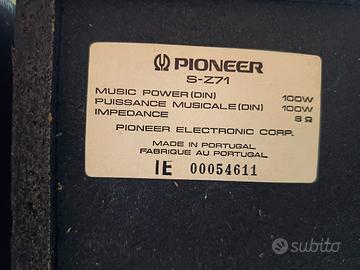 PIONEER
S-Z71
MUSIC POWER (DIN) 100W
PUISSANCE MUSICALE (DIN) 100W
IMPEDANCE 8 Ω
PIONEER ELECTRONIC CORP.
MADE IN PORTUGAL
FABRIQUE AU PORTUGAL
IE 00054611
subito